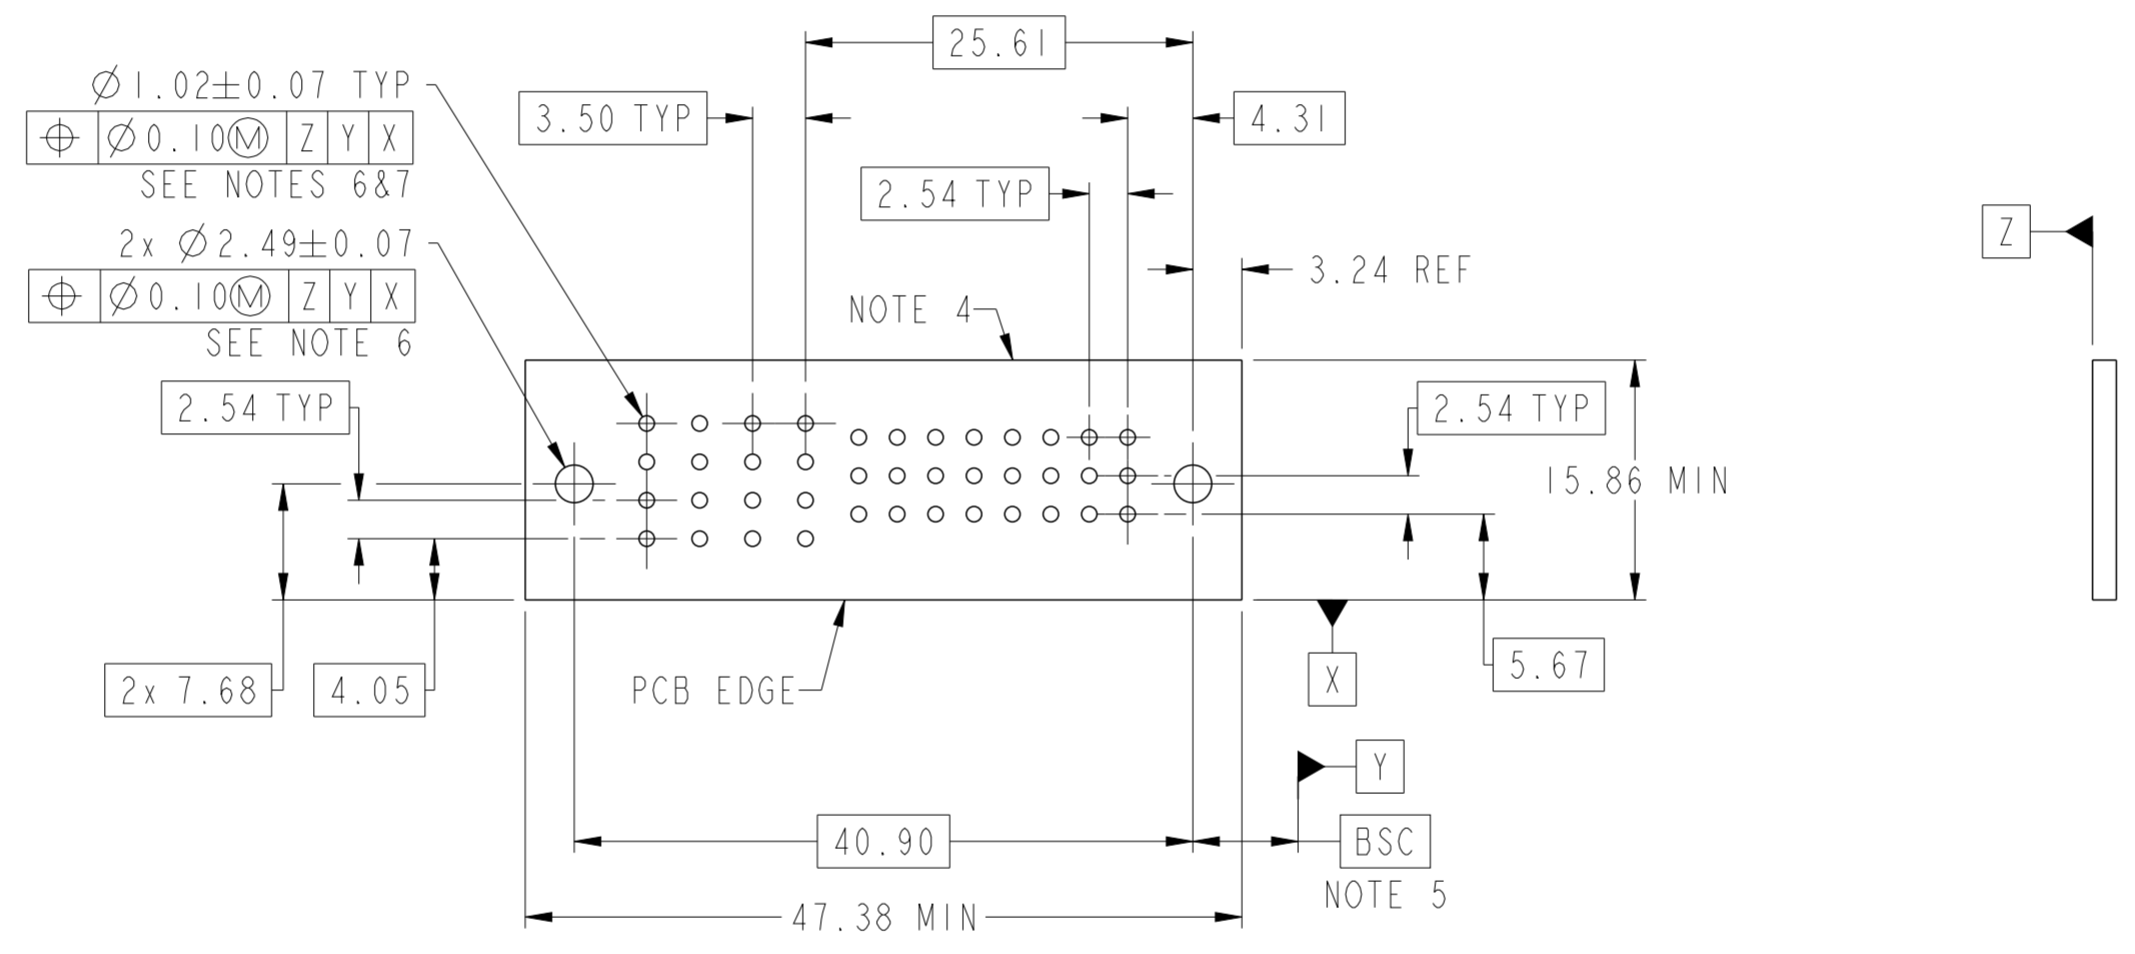 25.61
Ø1.02±0.07 TYP
⌖ Ø0.10Ⓜ Z Y X
SEE NOTES 6&7
3.50 TYP
4.31
2x Ø2.49±0.07
⌖ Ø0.10Ⓜ Z Y X
SEE NOTE 6
2.54 TYP
Z
3.24 REF
NOTE 4
2.54 TYP
2.54 TYP
15.86 MIN
2x 7.68
4.05
PCB EDGE
X
5.67
Y
40.90
BSC
NOTE 5
47.38 MIN